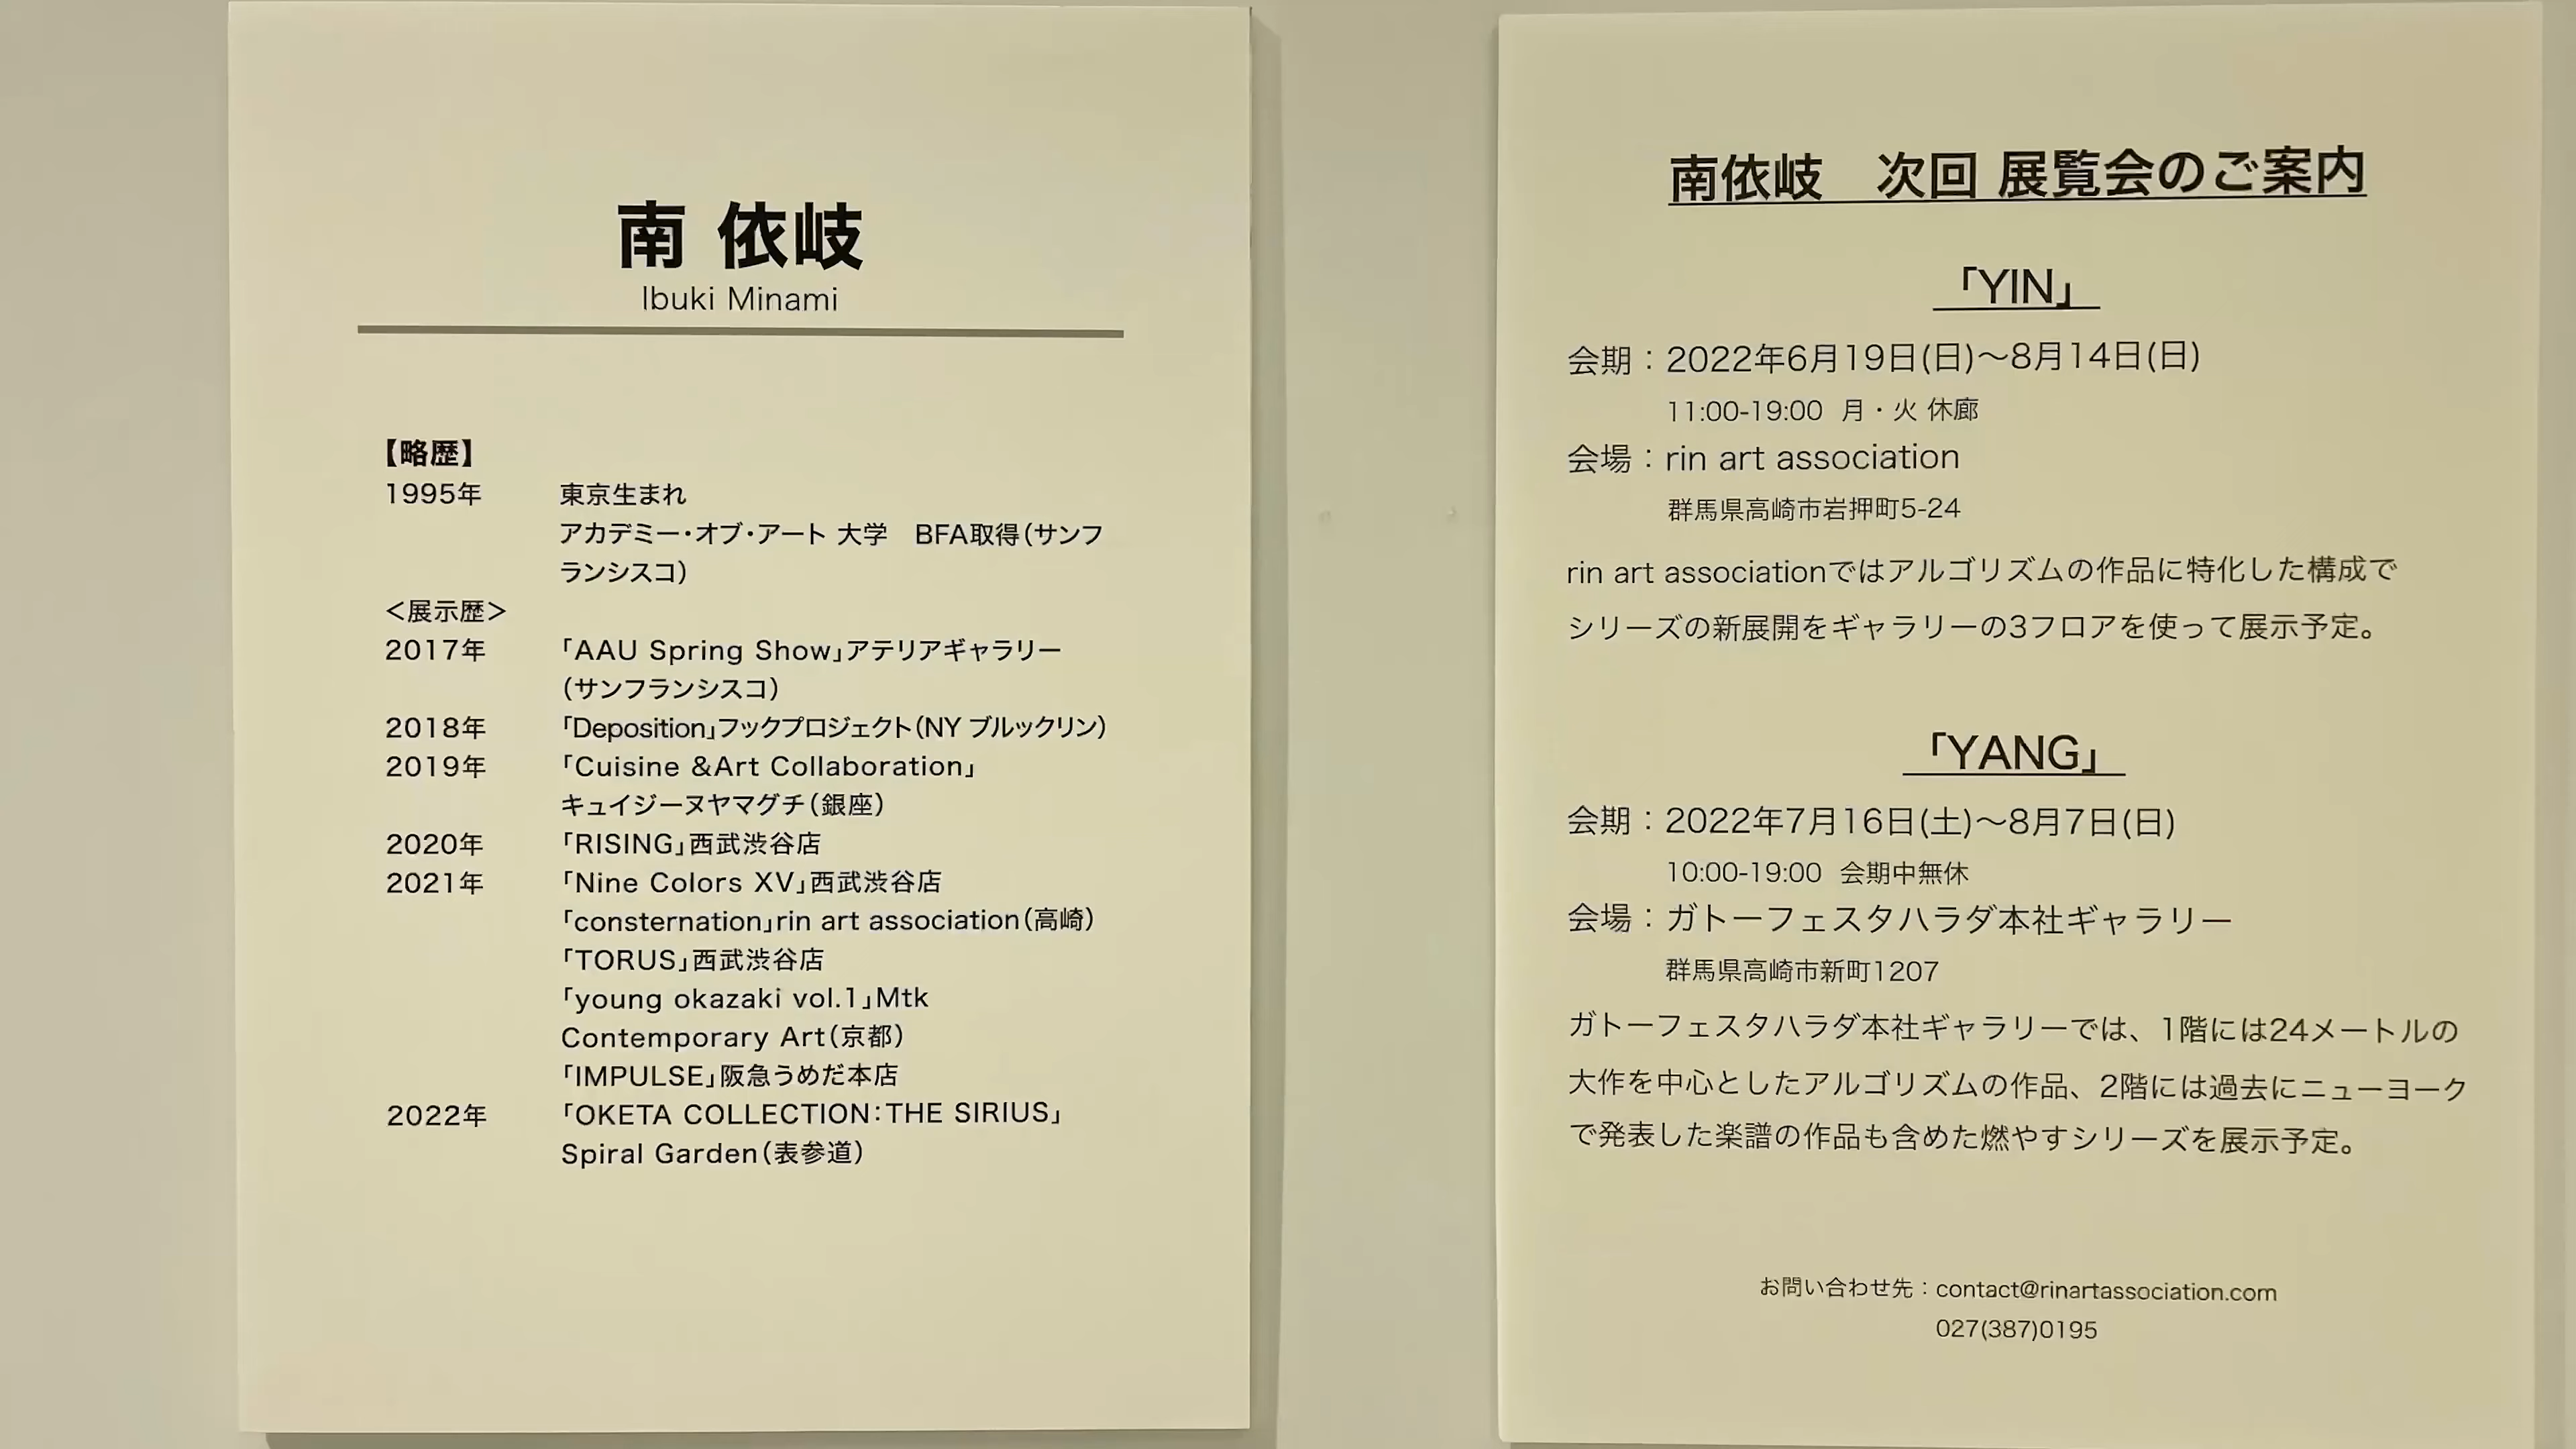 南 依岐
Ibuki Minami
【略歴】
1995年 東京生まれ
アカデミー・オブ・アート 大学 BFA取得(サンフ
ランシスコ)
<展示歴>
2017年 「AAU Spring Show」アテリアギャラリー
(サンフランシスコ)
2018年 「Deposition」フックプロジェクト(NY ブルックリン)
2019年 「Cuisine &Art Collaboration」
キュイジーヌヤマグチ(銀座)
2020年 「RISING」西武渋谷店
2021年 「Nine Colors XV」西武渋谷店
「consternation」rin art association(高崎)
「TORUS」西武渋谷店
「young okazaki vol.1」Mtk
Contemporary Art(京都)
「IMPULSE」阪急うめだ本店
2022年 「OKETA COLLECTION:THE SIRIUS」
Spiral Garden(表参道)
南依岐 次回 展覧会のご案内
「YIN」
会期：2022年6月19日(日)〜8月14日(日)
11:00-19:00 月・火 休廊
会場：rin art association
群馬県高崎市岩押町5-24
rin art associationではアルゴリズムの作品に特化した構成で
シリーズの新展開をギャラリーの3フロアを使って展示予定。
「YANG」
会期：2022年7月16日(土)〜8月7日(日)
10:00-19:00 会期中無休
会場：ガトーフェスタハラダ本社ギャラリー
群馬県高崎市新町1207
ガトーフェスタハラダ本社ギャラリーでは、1階には24メートルの
大作を中心としたアルゴリズムの作品、2階には過去にニューヨーク
で発表した楽譜の作品も含めた燃やすシリーズを展示予定。
お問い合わせ先：contact@rinartassociation.com
027(387)0195